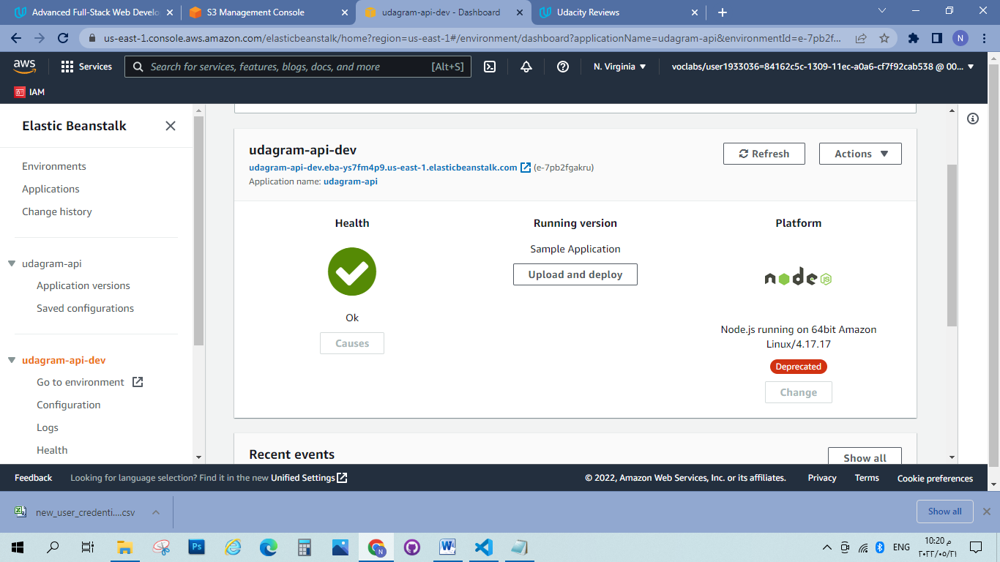 Advanced Full-Stack Web Develo
S3 Management Console
udagram-api-dev - Dashboard
Udacity Reviews
us-east-1.console.aws.amazon.com/elasticbeanstalk/home?region=us-east-1#/environment/dashboard?applicationName=udagram-api&environmentId=e-7pb2f...
N
aws
Services
Search for services, features, blogs, docs, and more
[Alt+S]
N. Virginia
voclabs/user1933036=84162c5c-1309-11ec-a0a6-cf7f92cab538 @ 00...
IAM
Elastic Beanstalk
Environments
Applications
Change history
udagram-api
Application versions
Saved configurations
udagram-api-dev
Go to environment
Configuration
Logs
Health
udagram-api-dev
udagram-api-dev.eba-ys7fm4p9.us-east-1.elasticbeanstalk.com (e-7pb2fgakru)
Application name: udagram-api
Refresh
Actions
Health
Ok
Causes
Running version
Sample Application
Upload and deploy
Platform
node
JS
Node.js running on 64bit Amazon
Linux/4.17.17
Deprecated
Change
Recent events
Show all
Feedback
Looking for language selection? Find it in the new Unified Settings
© 2022, Amazon Web Services, Inc. or its affiliates.
Privacy
Terms
Cookie preferences
new_user_credenti....csv
Show all
Ps
N
W
ENG
10:20 م
٢٠٢٢/٠٥/٣١